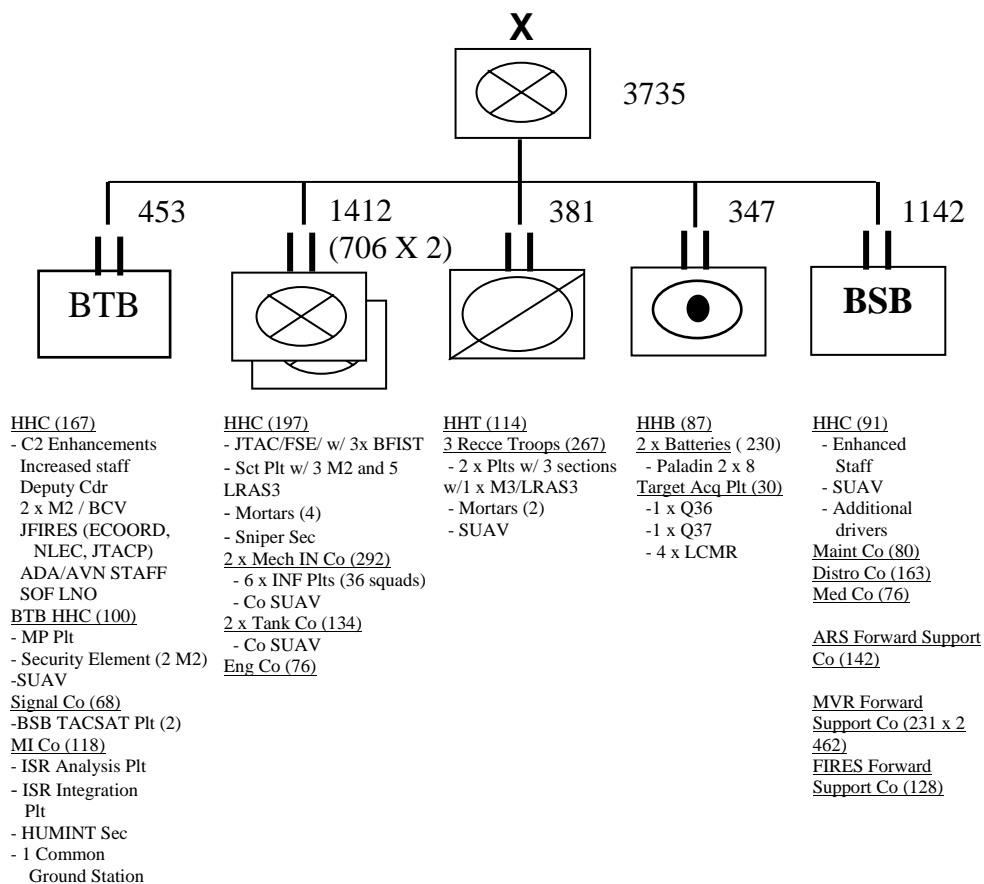 X
3735
453
1412
(706 X 2)
381
347
1142
BTB
BSB
HHC (167)
- C2 Enhancements
Increased staff
Deputy Cdr
2 x M2 / BCV
JFIRES (ECOORD,
NLEC, JTACP)
ADA/AVN STAFF
SOF LNO
BTB HHC (100)
- MP Plt
- Security Element (2 M2)
-SUAV
Signal Co (68)
-BSB TACSAT Plt (2)
MI Co (118)
- ISR Analysis Plt
- ISR Integration
Plt
- HUMINT Sec
- 1 Common
Ground Station
HHC (197)
- JTAC/FSE/ w/ 3x BFIST
- Sct Plt w/ 3 M2 and 5
LRAS3
- Mortars (4)
- Sniper Sec
2 x Mech IN Co (292)
- 6 x INF Plts (36 squads)
- Co SUAV
2 x Tank Co (134)
- Co SUAV
Eng Co (76)
HHT (114)
3 Recce Troops (267)
- 2 x Plts w/ 3 sections
w/1 x M3/LRAS3
- Mortars (2)
- SUAV
HHB (87)
2 x Batteries ( 230)
- Paladin 2 x 8
Target Acq Plt (30)
-1 x Q36
-1 x Q37
- 4 x LCMR
HHC (91)
- Enhanced
Staff
- SUAV
- Additional
drivers
Maint Co (80)
Distro Co (163)
Med Co (76)
ARS Forward Support
Co (142)
MVR Forward
Support Co (231 x 2
462)
FIRES Forward
Support Co (128)